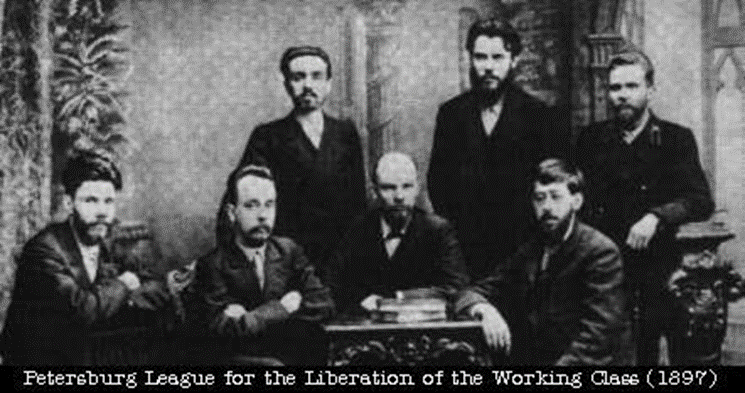 Petersburg League for the Liberation of the Working Class (1897)